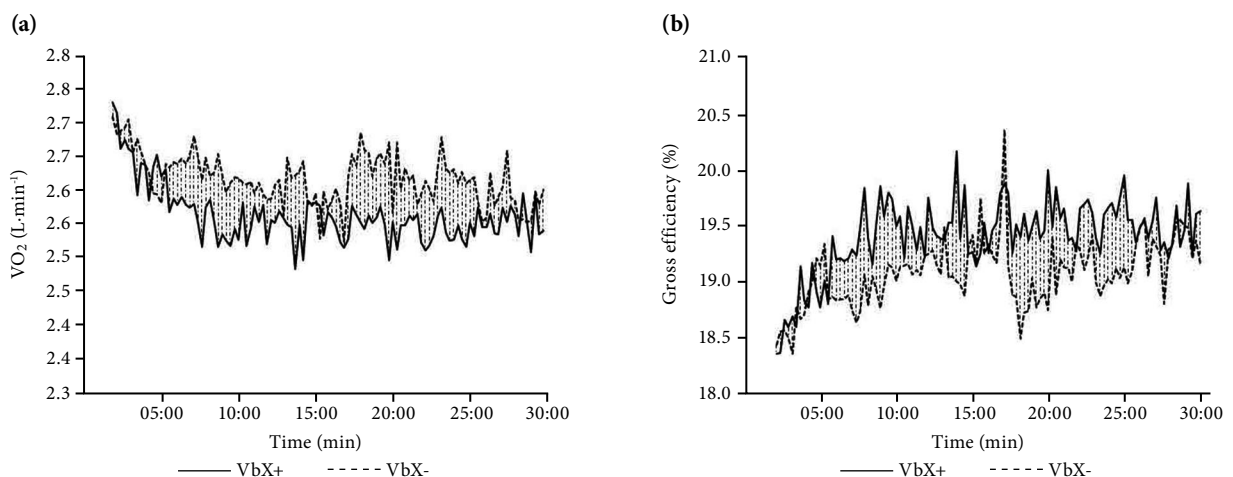 (a)
2.8
2.8
2.7
2.7
2.6
2.6
2.5
2.5
2.4
2.4
2.3
VO₂ (L·min⁻¹)
05:00 10:00 15:00 20:00 25:00 30:00
Time (min)
VbX+ VbX-
(b)
21.0
20.5
20.0
19.5
19.0
18.5
18.0
Gross efficiency (%)
05:00 10:00 15:00 20:00 25:00 30:00
Time (min)
VbX+ VbX-